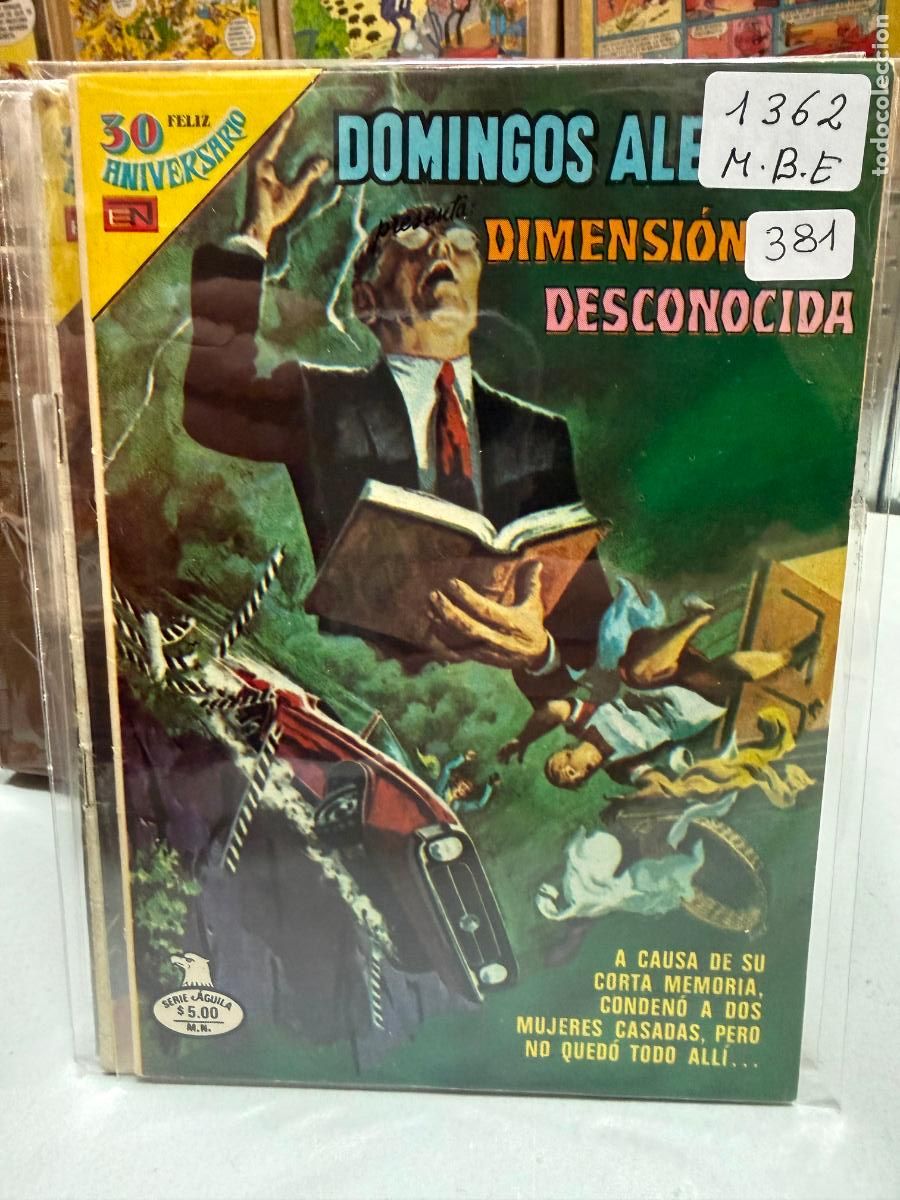 30 FELIZ
ANIVERSARIO
EN
DOMINGOS ALE
presenta:
DIMENSIÓN
DESCONOCIDA
1362
M.B.E
381
todocoleccion
A CAUSA DE SU
CORTA MEMORIA,
CONDENÓ A DOS
MUJERES CASADAS, PERO
NO QUEDÓ TODO ALLÍ...
SERIE ÁGUILA
$ 5.00
M.N.